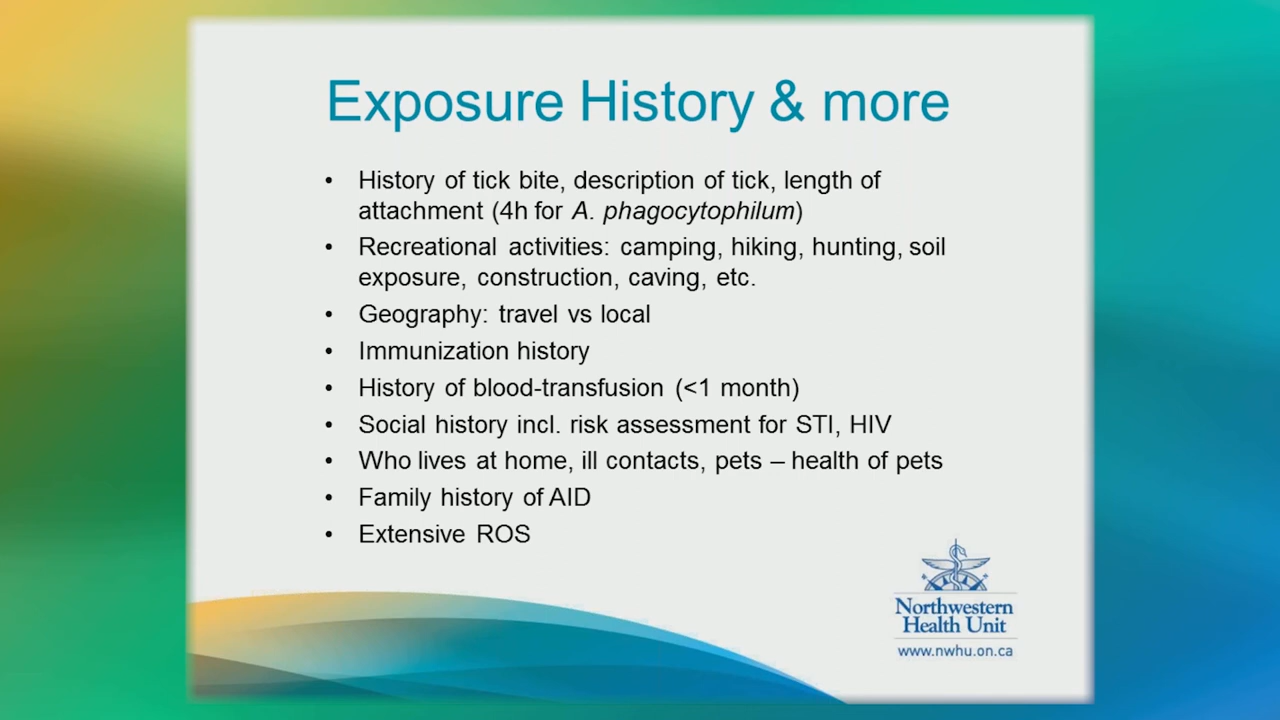 Exposure History & more
• History of tick bite, description of tick, length of
attachment (4h for A. phagocytophilum)
• Recreational activities: camping, hiking, hunting, soil
exposure, construction, caving, etc.
• Geography: travel vs local
• Immunization history
• History of blood-transfusion (<1 month)
• Social history incl. risk assessment for STI, HIV
• Who lives at home, ill contacts, pets – health of pets
• Family history of AID
• Extensive ROS
Northwestern
Health Unit
www.nwhu.on.ca